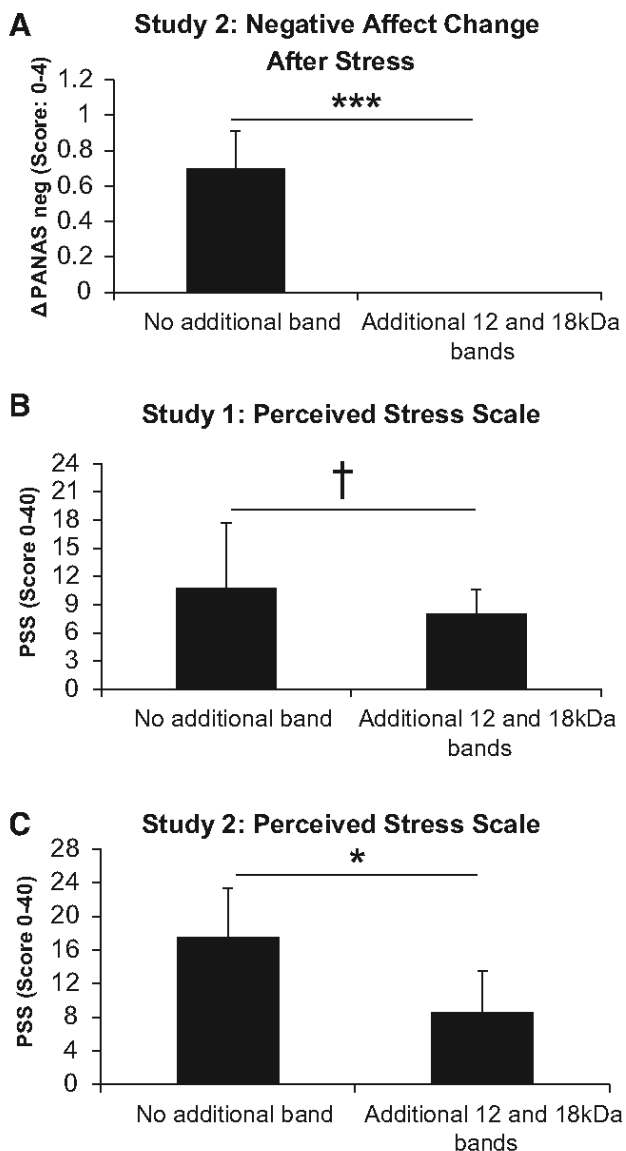 A
Study 2: Negative Affect Change
After Stress
ΔPANAS neg (Score: 0-4)
1.2
1
0.8
0.6
0.4
0.2
0
***
No additional band
Additional 12 and 18kDa
bands
B
Study 1: Perceived Stress Scale
PSS (Score 0-40)
24
21
18
15
12
9
6
3
0
†
No additional band
Additional 12 and 18kDa
bands
C
Study 2: Perceived Stress Scale
PSS (Score 0-40)
28
24
20
16
12
8
4
0
*
No additional band
Additional 12 and 18kDa
bands